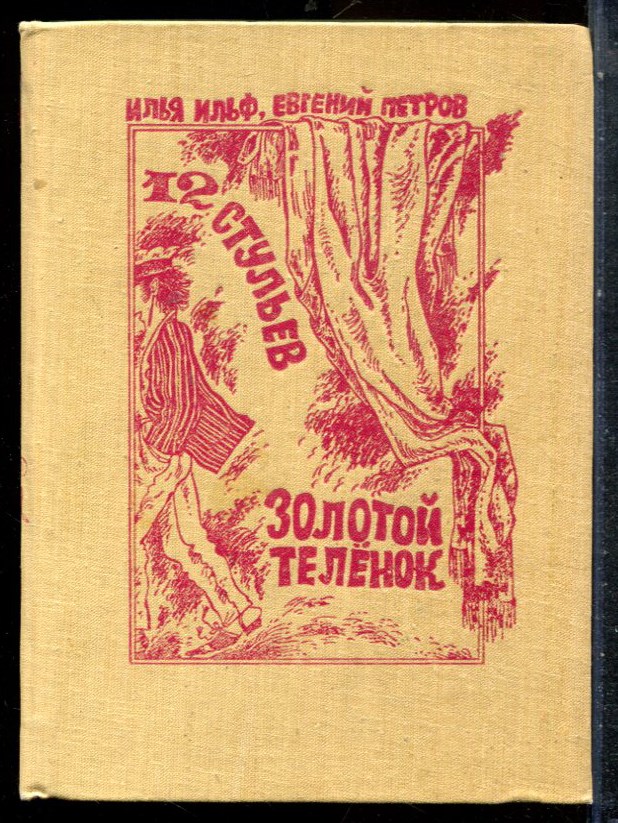 ИЛЬЯ ИЛЬФ, ЕВГЕНИЙ ПЕТРОВ
12
СТУЛЬЕВ
ЗОЛОТОЙ
ТЕЛЁНОК